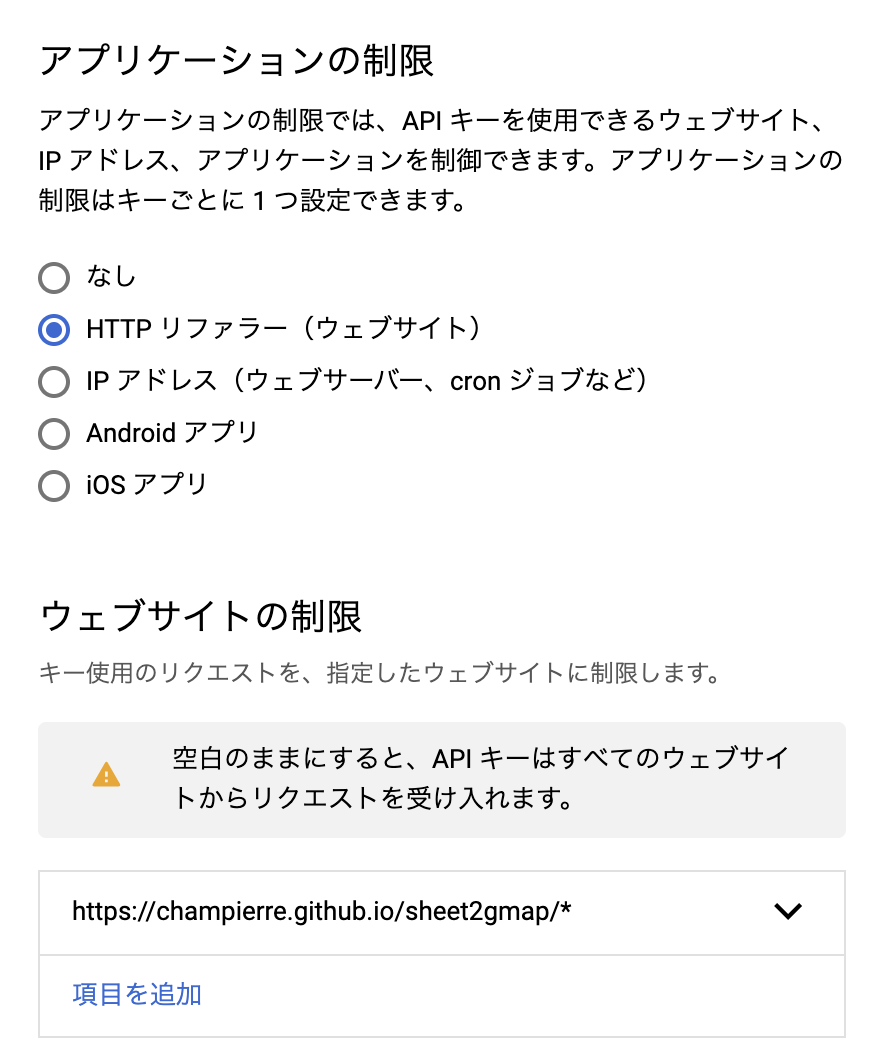 アプリケーションの制限
アプリケーションの制限では、API キーを使用できるウェブサイト、
IP アドレス、アプリケーションを制御できます。アプリケーションの
制限はキーごとに 1 つ設定できます。
なし
HTTP リファラー（ウェブサイト）
IP アドレス（ウェブサーバー、cron ジョブなど）
Android アプリ
iOS アプリ
ウェブサイトの制限
キー使用のリクエストを、指定したウェブサイトに制限します。
空白のままにすると、API キーはすべてのウェブサイ
トからリクエストを受け入れます。
https://champierre.github.io/sheet2gmap/*
項目を追加